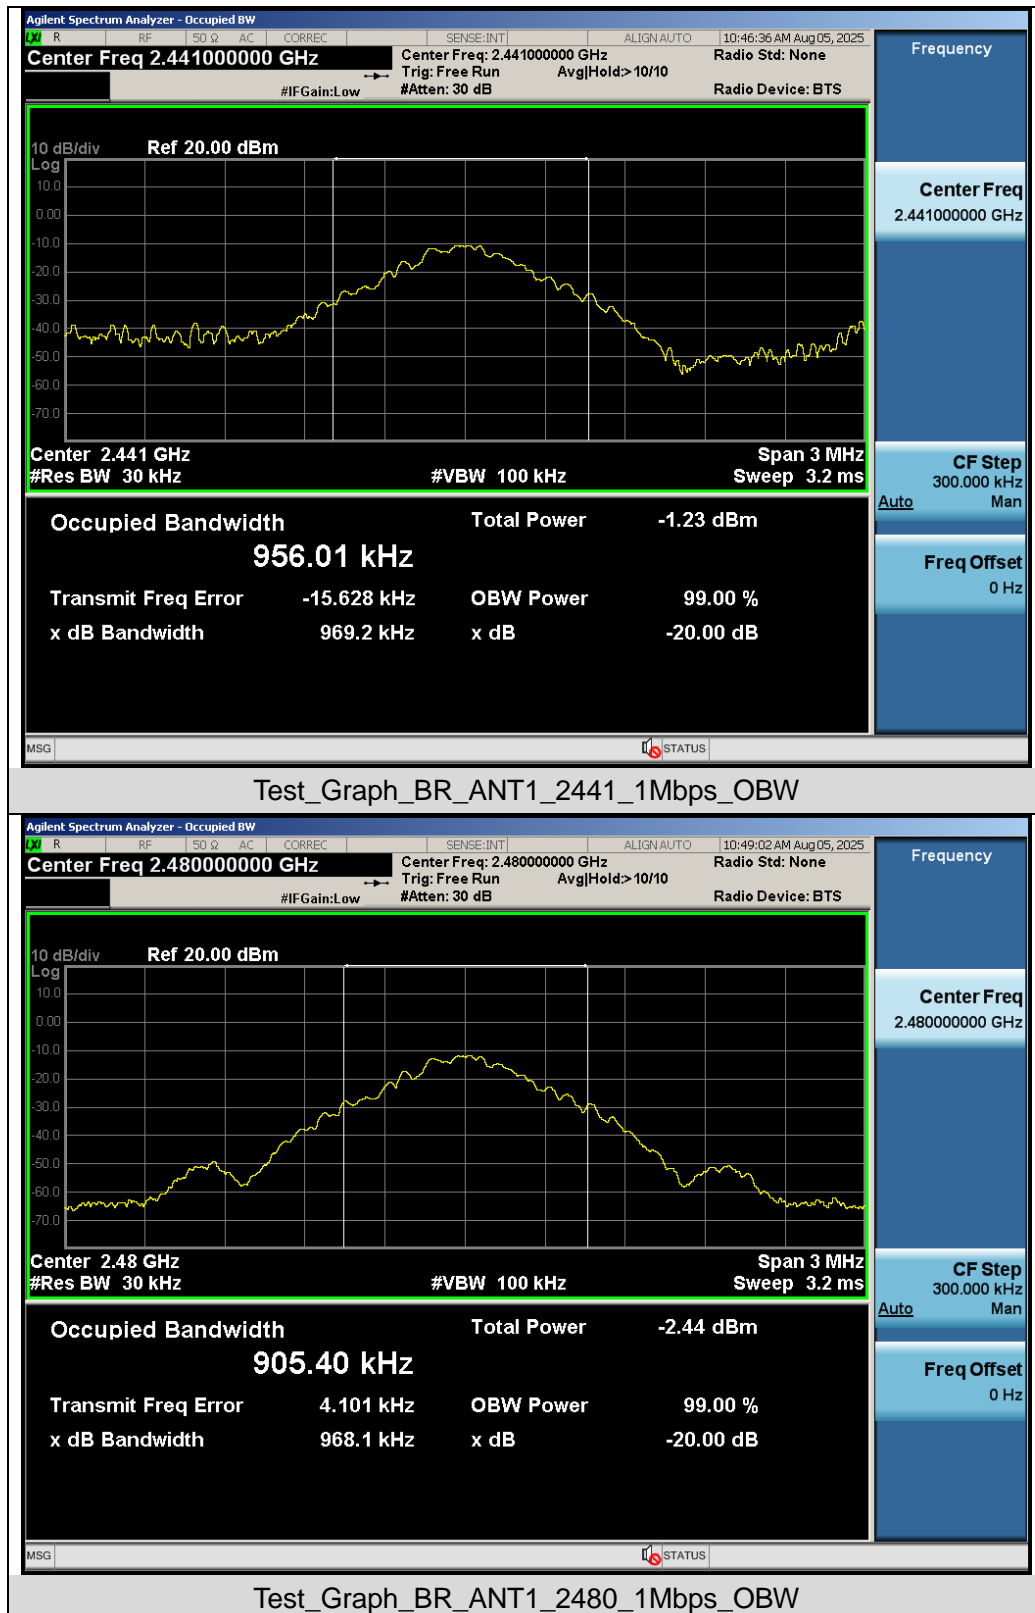 Agilent Spectrum Analyzer - Occupied BW
LXI R RF 50 Ω AC CORREC SENSE:INT ALIGN AUTO 10:46:36 AM Aug 05, 2025
Center Freq 2.441000000 GHz
Center Freq: 2.441000000 GHz Radio Std: None
Trig: Free Run Avg|Hold:>10/10
#IFGain:Low #Atten: 30 dB Radio Device: BTS
Frequency
10 dB/div Ref 20.00 dBm
Log
10.0
0.00
-10.0
-20.0
-30.0
-40.0
-50.0
-60.0
-70.0
Center Freq
2.441000000 GHz
Center 2.441 GHz Span 3 MHz
#Res BW 30 kHz #VBW 100 kHz Sweep 3.2 ms
CF Step
300.000 kHz
Auto Man
Occupied Bandwidth Total Power -1.23 dBm
956.01 kHz
Transmit Freq Error -15.628 kHz OBW Power 99.00 %
x dB Bandwidth 969.2 kHz x dB -20.00 dB
Freq Offset
0 Hz
MSG STATUS
Test_Graph_BR_ANT1_2441_1Mbps_OBW
Agilent Spectrum Analyzer - Occupied BW
LXI R RF 50 Ω AC CORREC SENSE:INT ALIGN AUTO 10:49:02 AM Aug 05, 2025
Center Freq 2.480000000 GHz
Center Freq: 2.480000000 GHz Radio Std: None
Trig: Free Run Avg|Hold:>10/10
#IFGain:Low #Atten: 30 dB Radio Device: BTS
Frequency
10 dB/div Ref 20.00 dBm
Log
10.0
0.00
-10.0
-20.0
-30.0
-40.0
-50.0
-60.0
-70.0
Center Freq
2.480000000 GHz
Center 2.48 GHz Span 3 MHz
#Res BW 30 kHz #VBW 100 kHz Sweep 3.2 ms
CF Step
300.000 kHz
Auto Man
Occupied Bandwidth Total Power -2.44 dBm
905.40 kHz
Transmit Freq Error 4.101 kHz OBW Power 99.00 %
x dB Bandwidth 968.1 kHz x dB -20.00 dB
Freq Offset
0 Hz
MSG STATUS
Test_Graph_BR_ANT1_2480_1Mbps_OBW